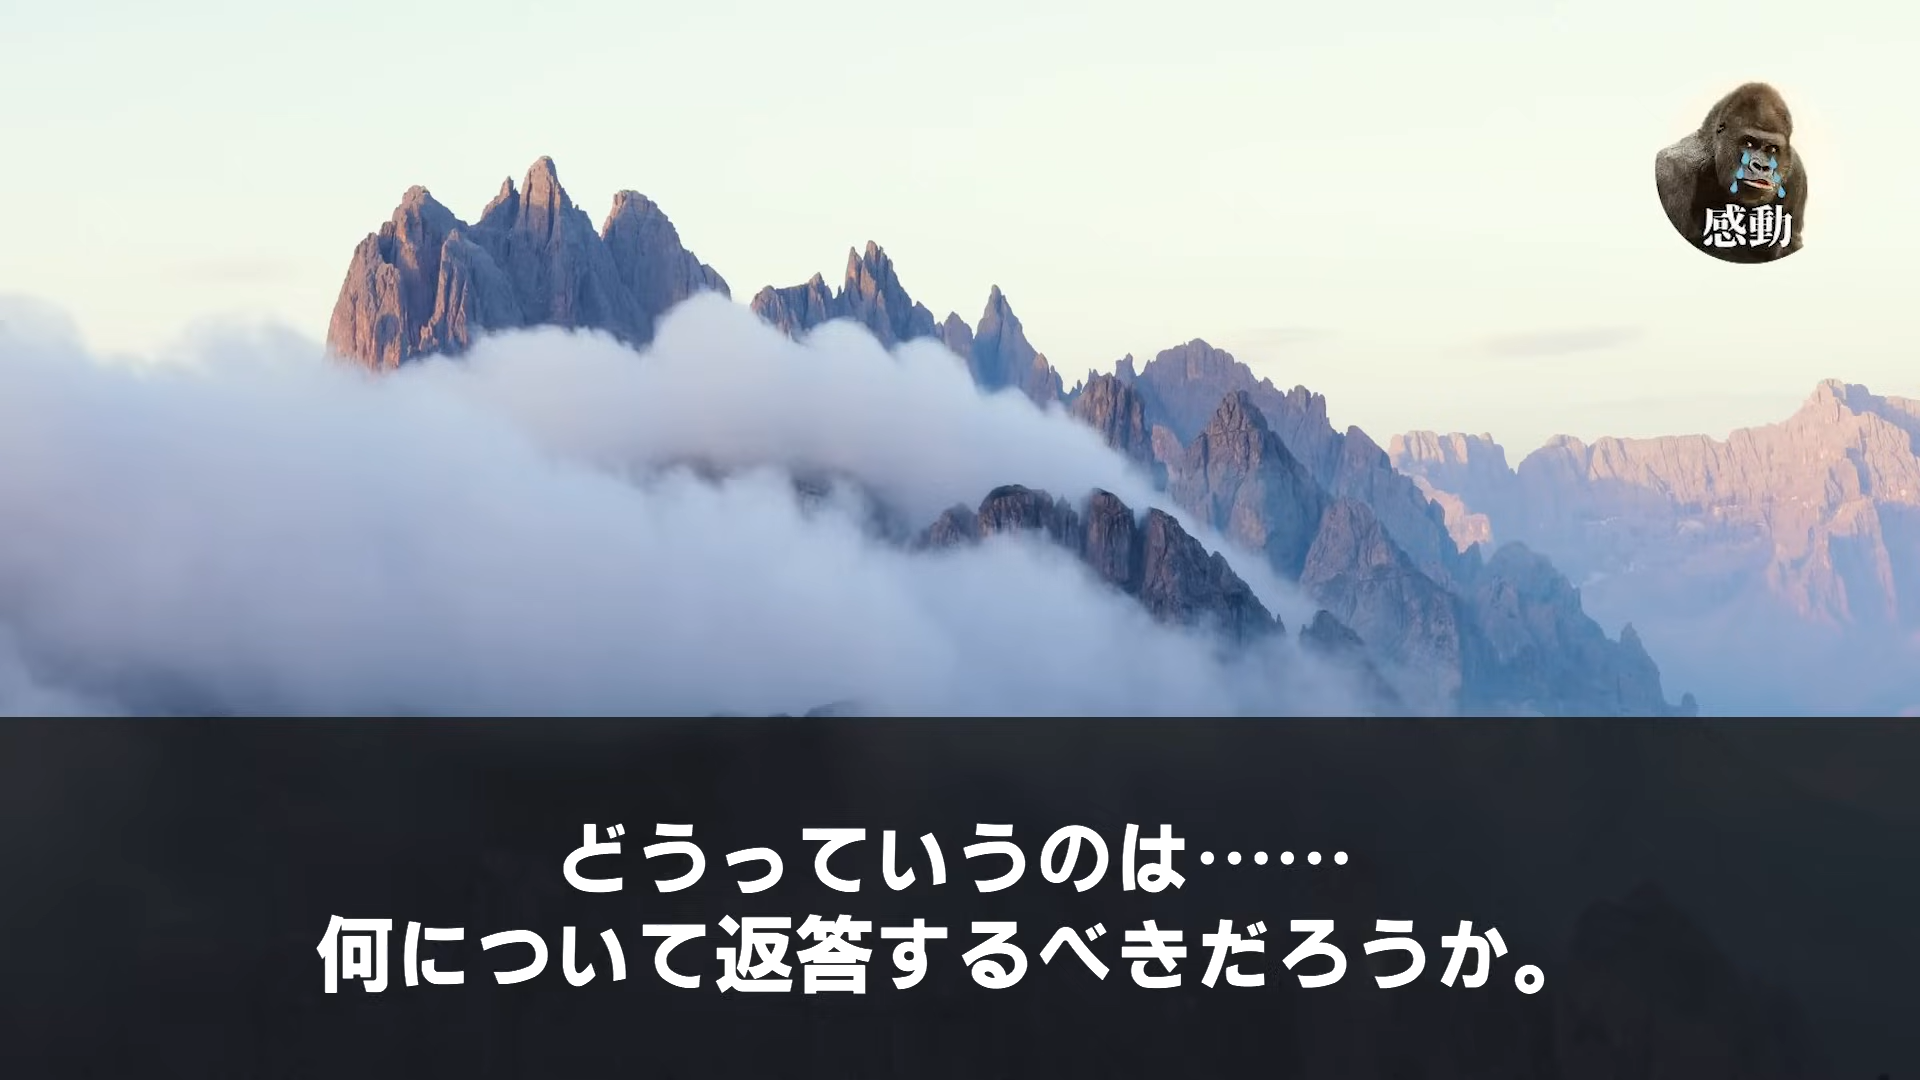 感動
どうっていうのは……
何について返答するべきだろうか。